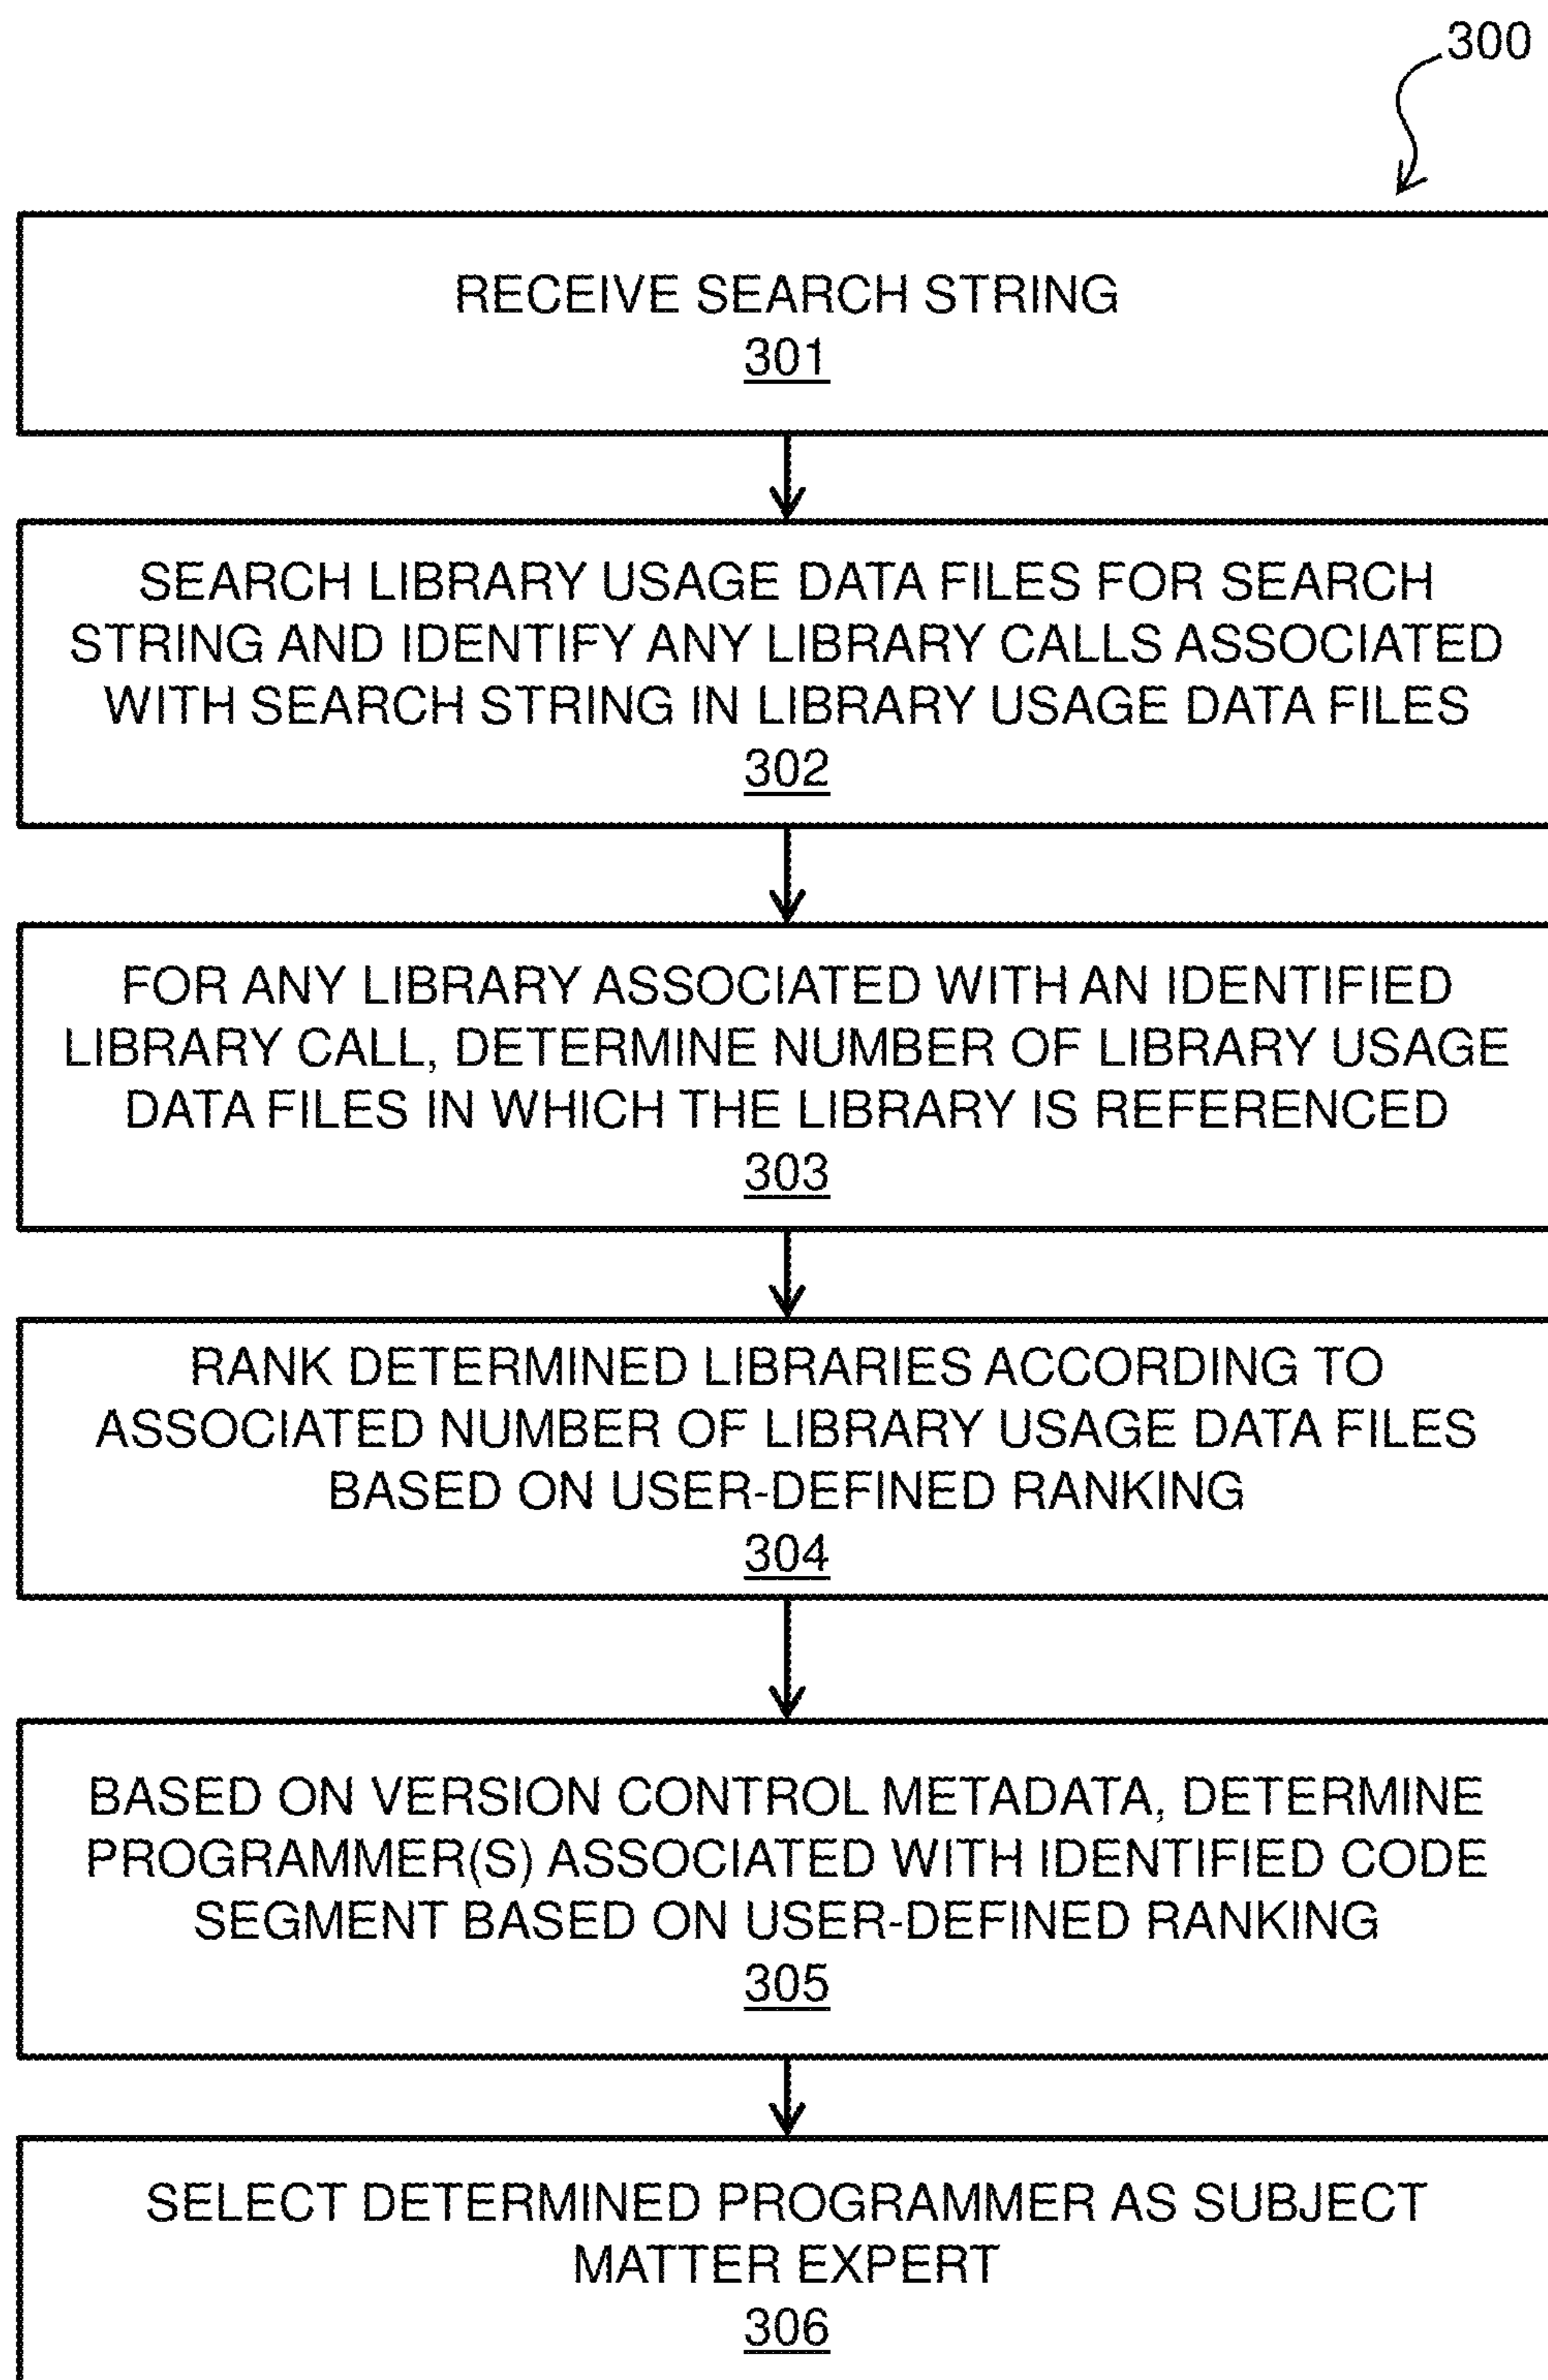 300
RECEIVE SEARCH STRING
301
SEARCH LIBRARY USAGE DATA FILES FOR SEARCH
STRING AND IDENTIFY ANY LIBRARY CALLS ASSOCIATED
WITH SEARCH STRING IN LIBRARY USAGE DATA FILES
302
FOR ANY LIBRARY ASSOCIATED WITH AN IDENTIFIED
LIBRARY CALL, DETERMINE NUMBER OF LIBRARY USAGE
DATA FILES IN WHICH THE LIBRARY IS REFERENCED
303
RANK DETERMINED LIBRARIES ACCORDING TO
ASSOCIATED NUMBER OF LIBRARY USAGE DATA FILES
BASED ON USER-DEFINED RANKING
304
BASED ON VERSION CONTROL METADATA, DETERMINE
PROGRAMMER(S) ASSOCIATED WITH IDENTIFIED CODE
SEGMENT BASED ON USER-DEFINED RANKING
305
SELECT DETERMINED PROGRAMMER AS SUBJECT
MATTER EXPERT
306